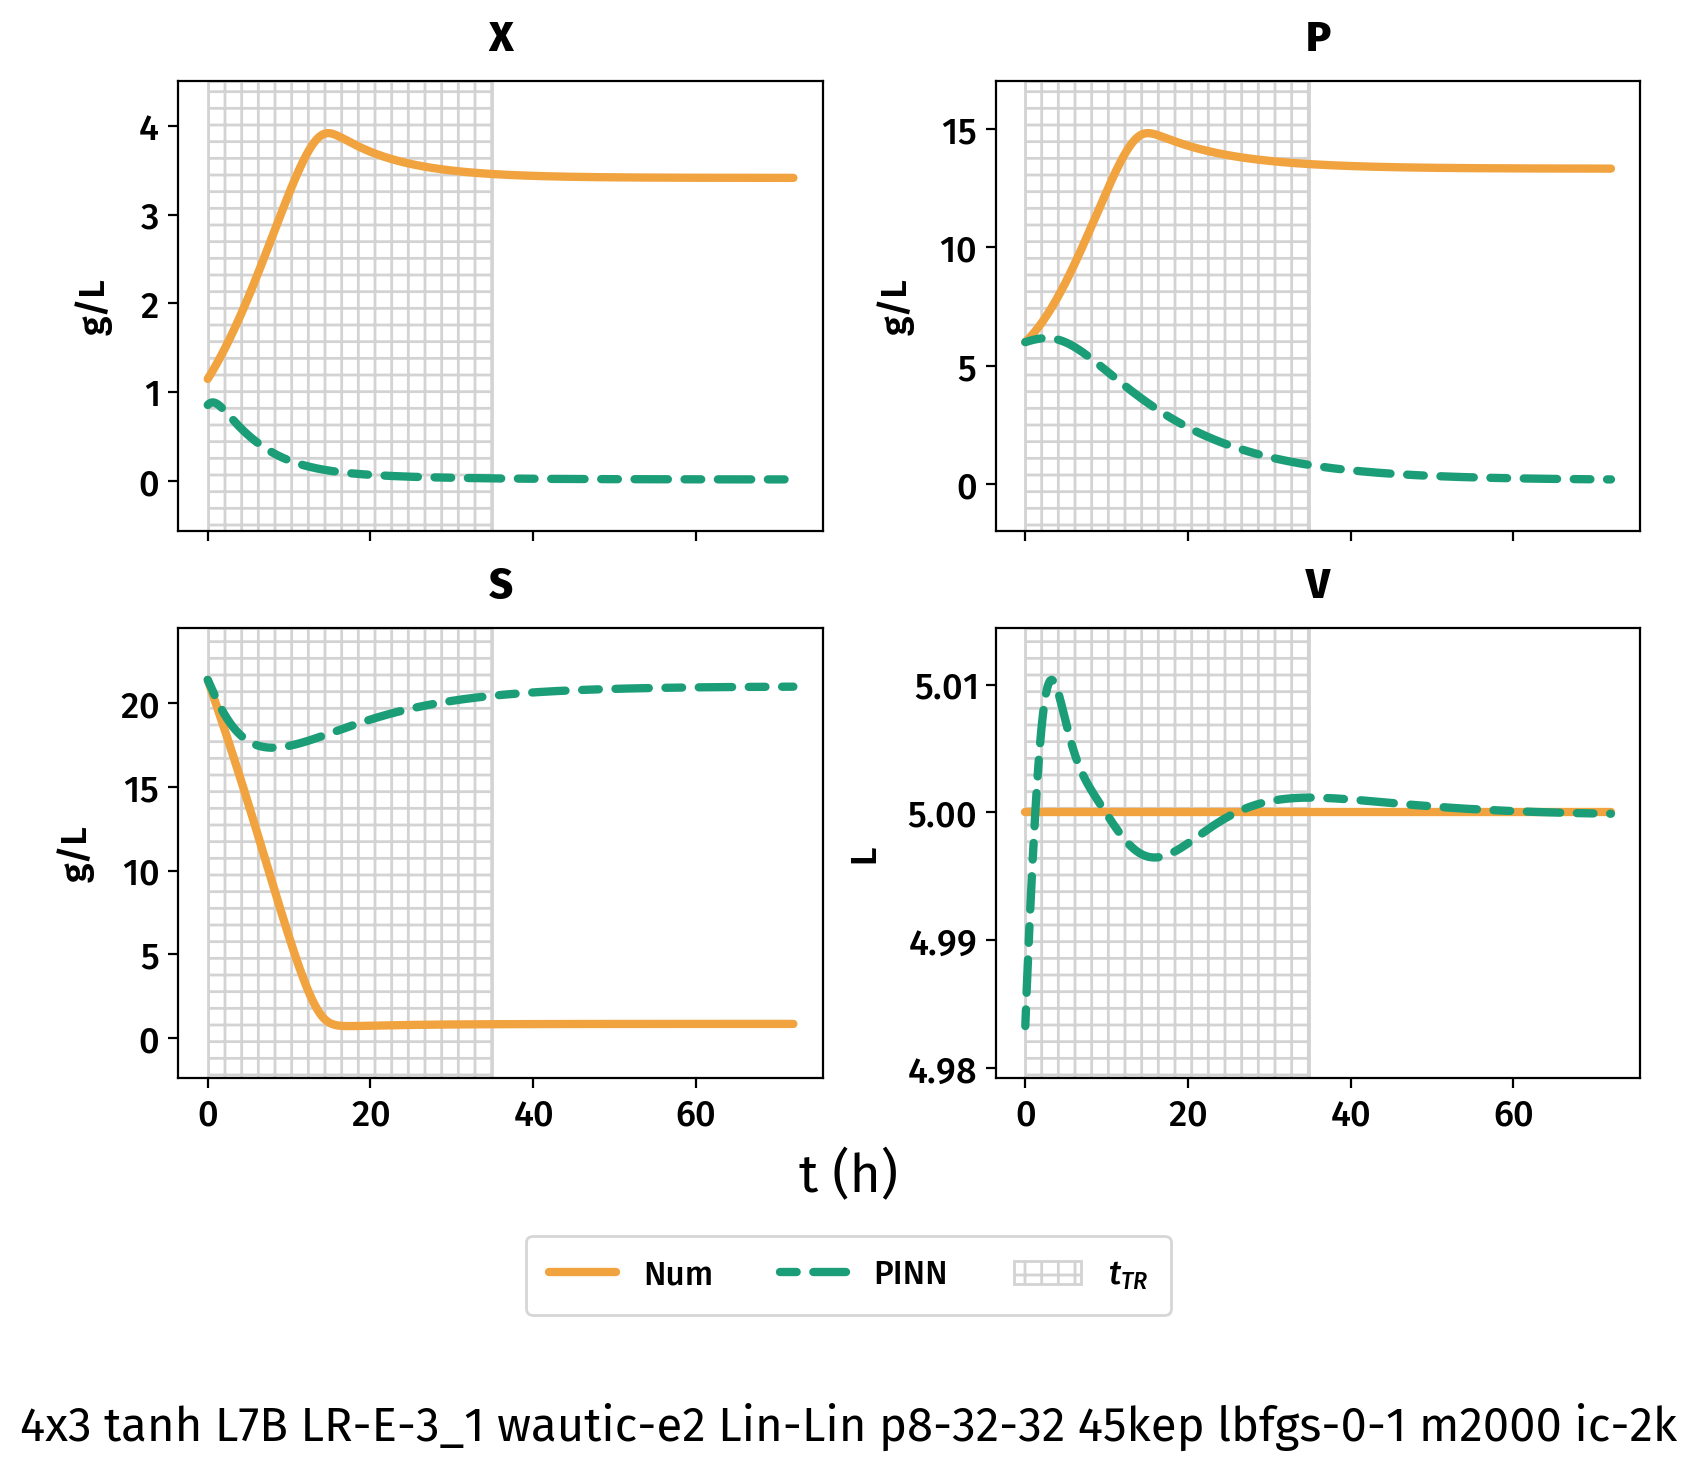 X
P
4
3
2
1
0
g/L
15
10
5
0
g/L
S
V
20
15
10
5
0
g/L
5.01
5.00
4.99
4.98
L
0 20 40 60
0 20 40 60
t (h)
Num PINN tTR
4x3 tanh L7B LR-E-3_1 wautic-e2 Lin-Lin p8-32-32 45kep lbfgs-0-1 m2000 ic-2k